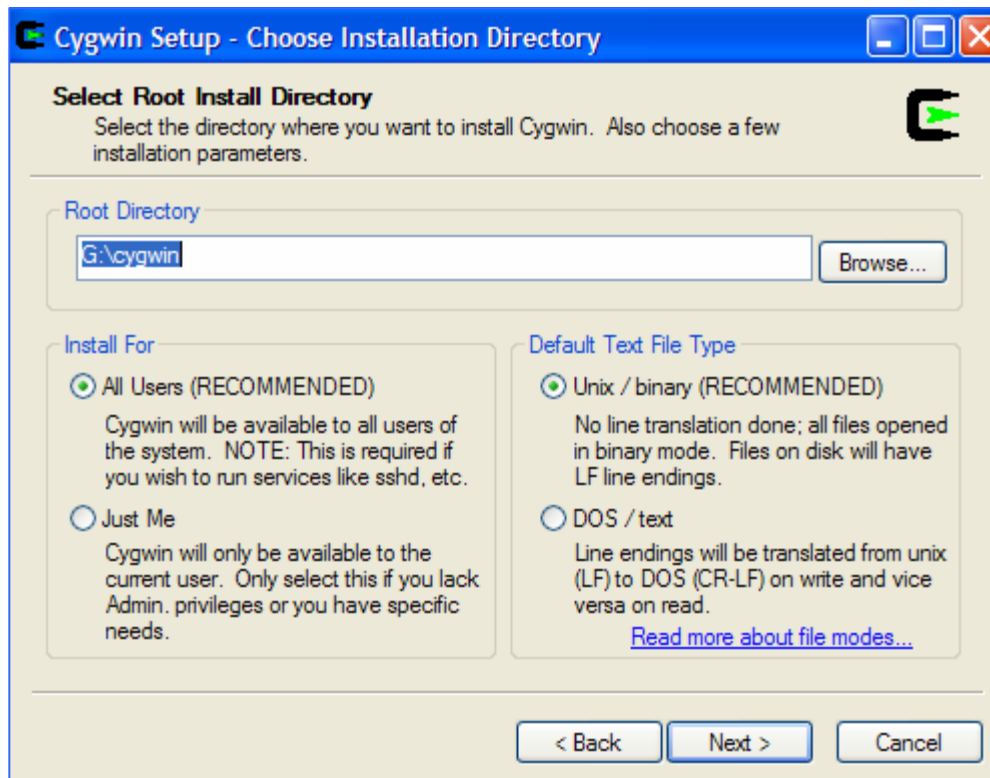 Cygwin Setup - Choose Installation Directory
Select Root Install Directory
Select the directory where you want to install Cygwin. Also choose a few
installation parameters.
Root Directory
G:\cygwin
Browse...
Install For
All Users (RECOMMENDED)
Cygwin will be available to all users of
the system. NOTE: This is required if
you wish to run services like sshd, etc.
Just Me
Cygwin will only be available to the
current user. Only select this if you lack
Admin. privileges or you have specific
needs.
Default Text File Type
Unix / binary (RECOMMENDED)
No line translation done; all files opened
in binary mode. Files on disk will have
LF line endings.
DOS / text
Line endings will be translated from unix
(LF) to DOS (CR-LF) on write and vice
versa on read.
Read more about file modes...
< Back
Next >
Cancel